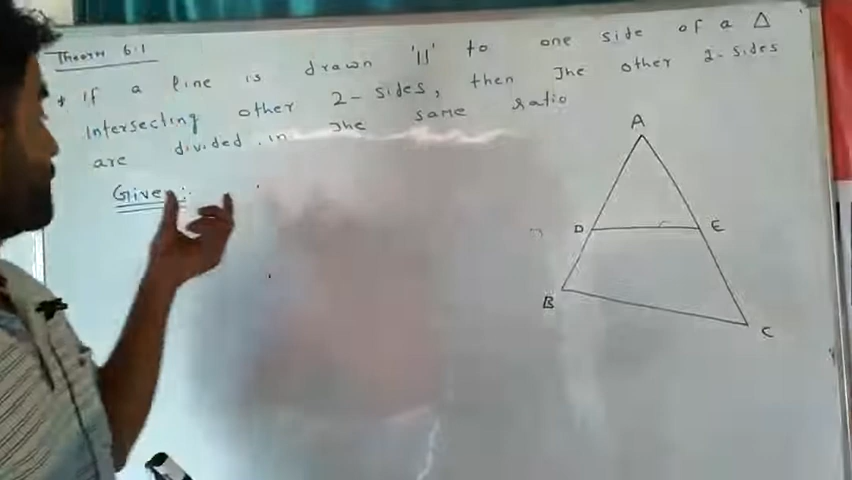 Theorm 6.1
* If a line is drawn '||' to one side of a Δ
Intersecting other 2-sides, then The other 2-sides
are divided in The same ratio
Given:
A
D E
B
C